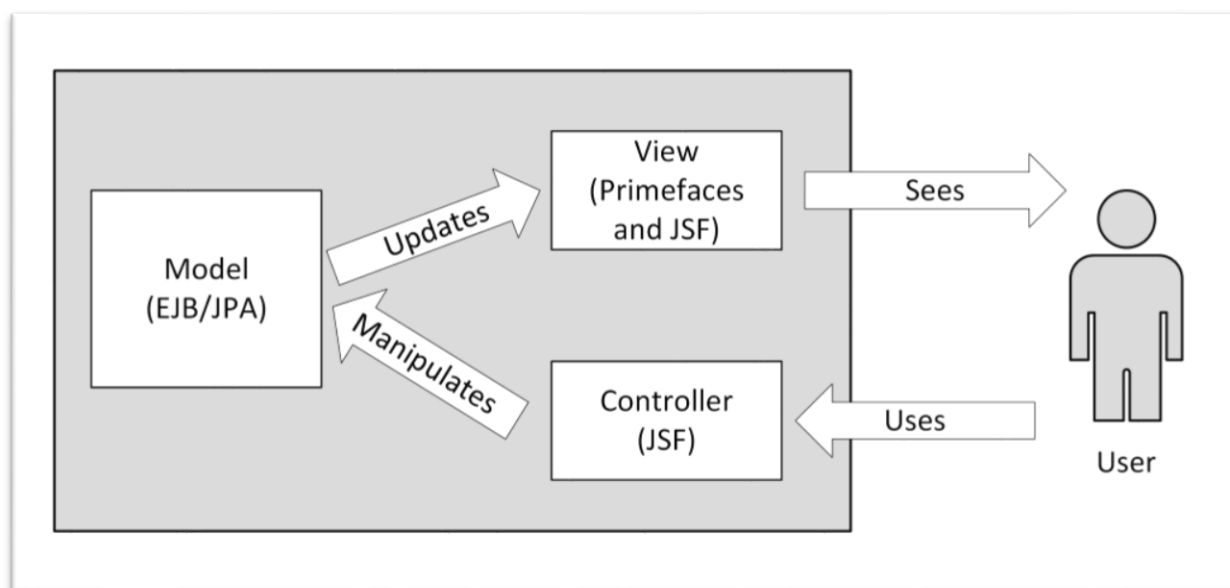 View
(Primefaces
and JSF)
Sees
Updates
Model
(EJB/JPA)
Manipulates
Controller
(JSF)
Uses
User